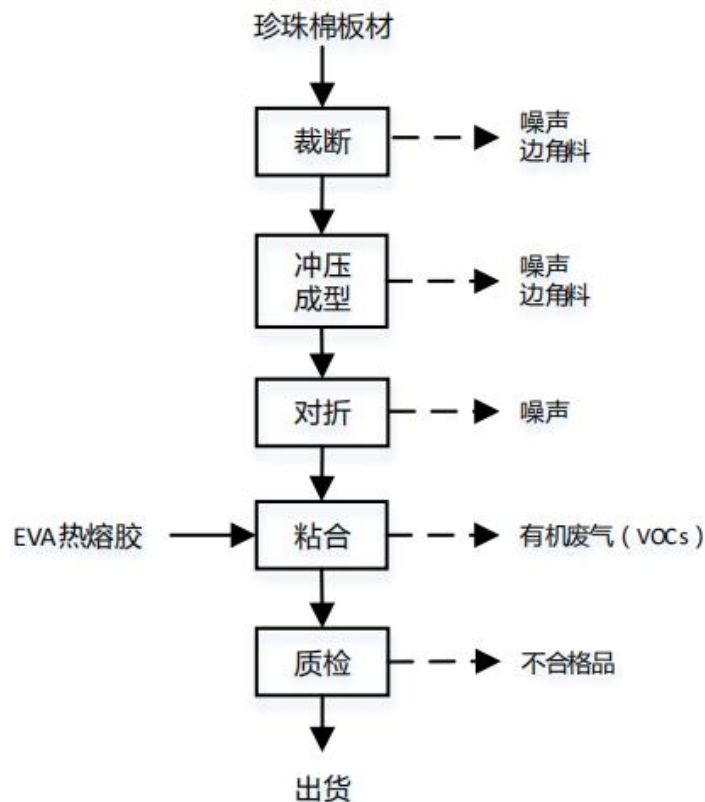 珍珠棉板材
裁断
噪声
边角料
冲压
成型
噪声
边角料
对折
噪声
EVA热熔胶
粘合
有机废气（VOCs）
质检
不合格品
出货